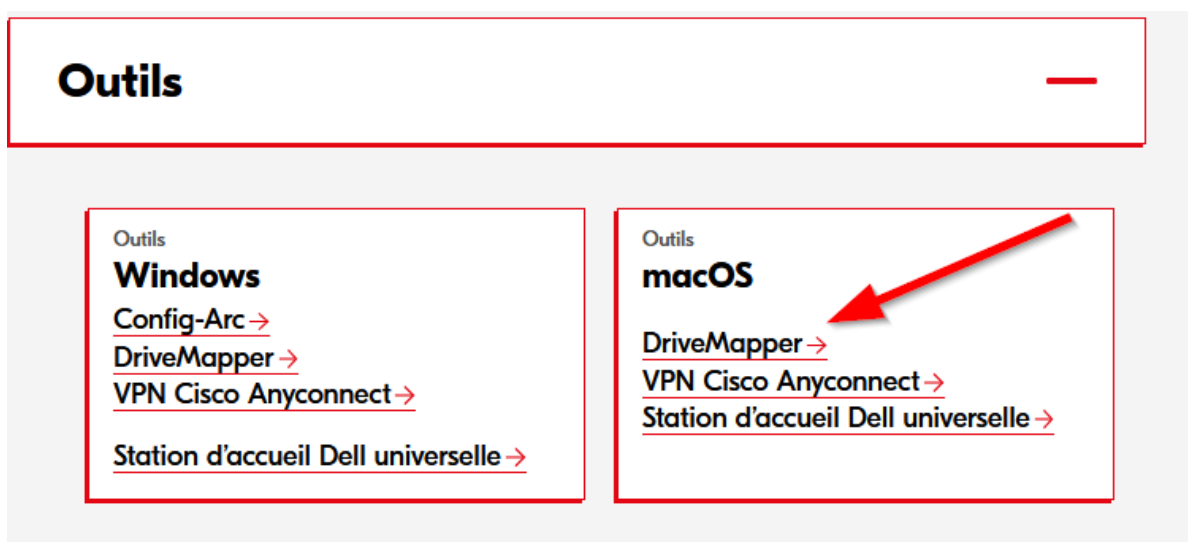 Outils
Outils
Windows
Config-Arc →
DriveMapper →
VPN Cisco Anyconnect →
Station d'accueil Dell universelle →
Outils
macOS
DriveMapper →
VPN Cisco Anyconnect →
Station d'accueil Dell universelle →